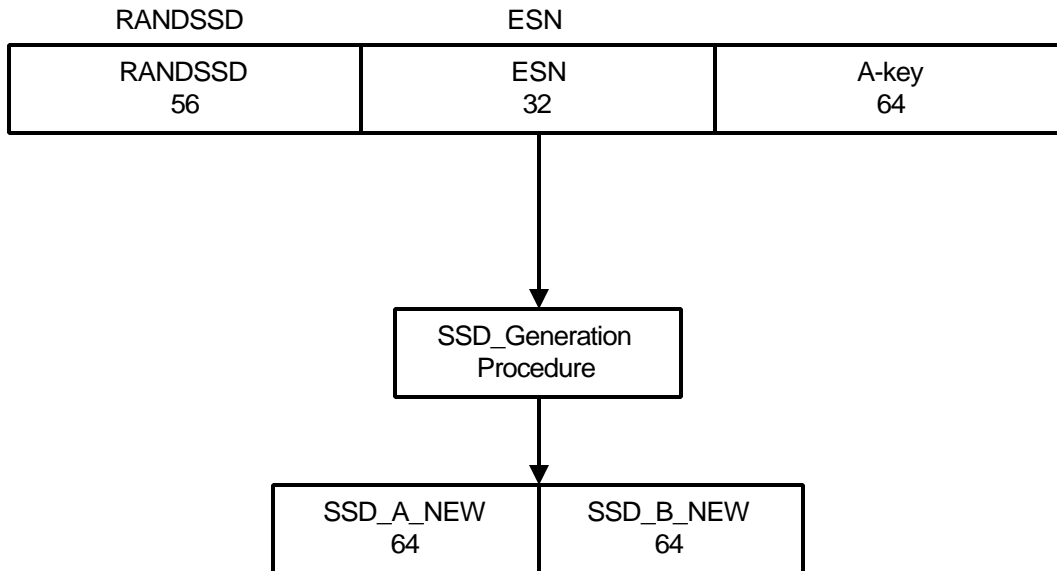 RANDSSD ESN
RANDSSD ESN A-key
56 32 64
SSD_Generation
Procedure
SSD_A_NEW SSD_B_NEW
64 64